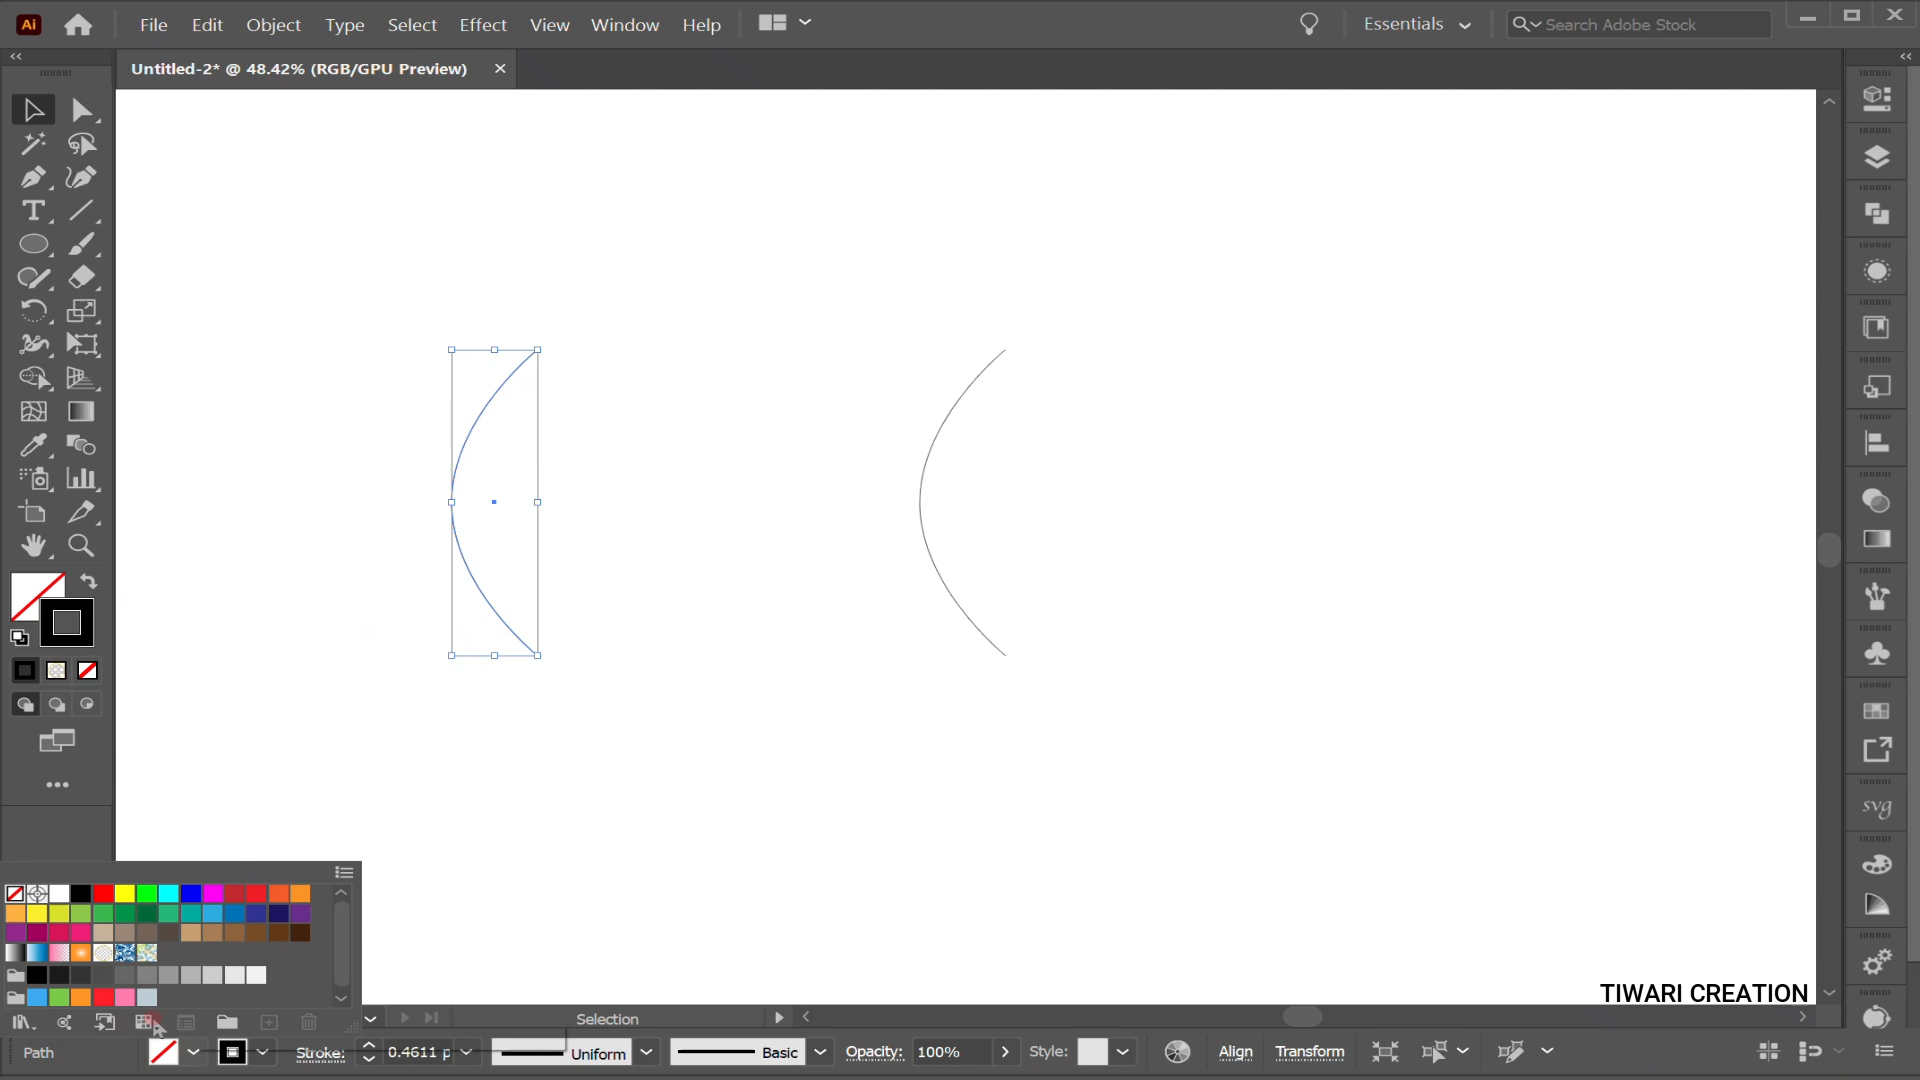 Ai File Edit Object Type Select Effect View Window Help Essentials Search Adobe Stock
Untitled-2* @ 48.42% (RGB/GPU Preview)
svg
TIWARI CREATION
Selection
Path Stroke: 0.4611 p Uniform Basic Opacity: 100% Style: Align Transform